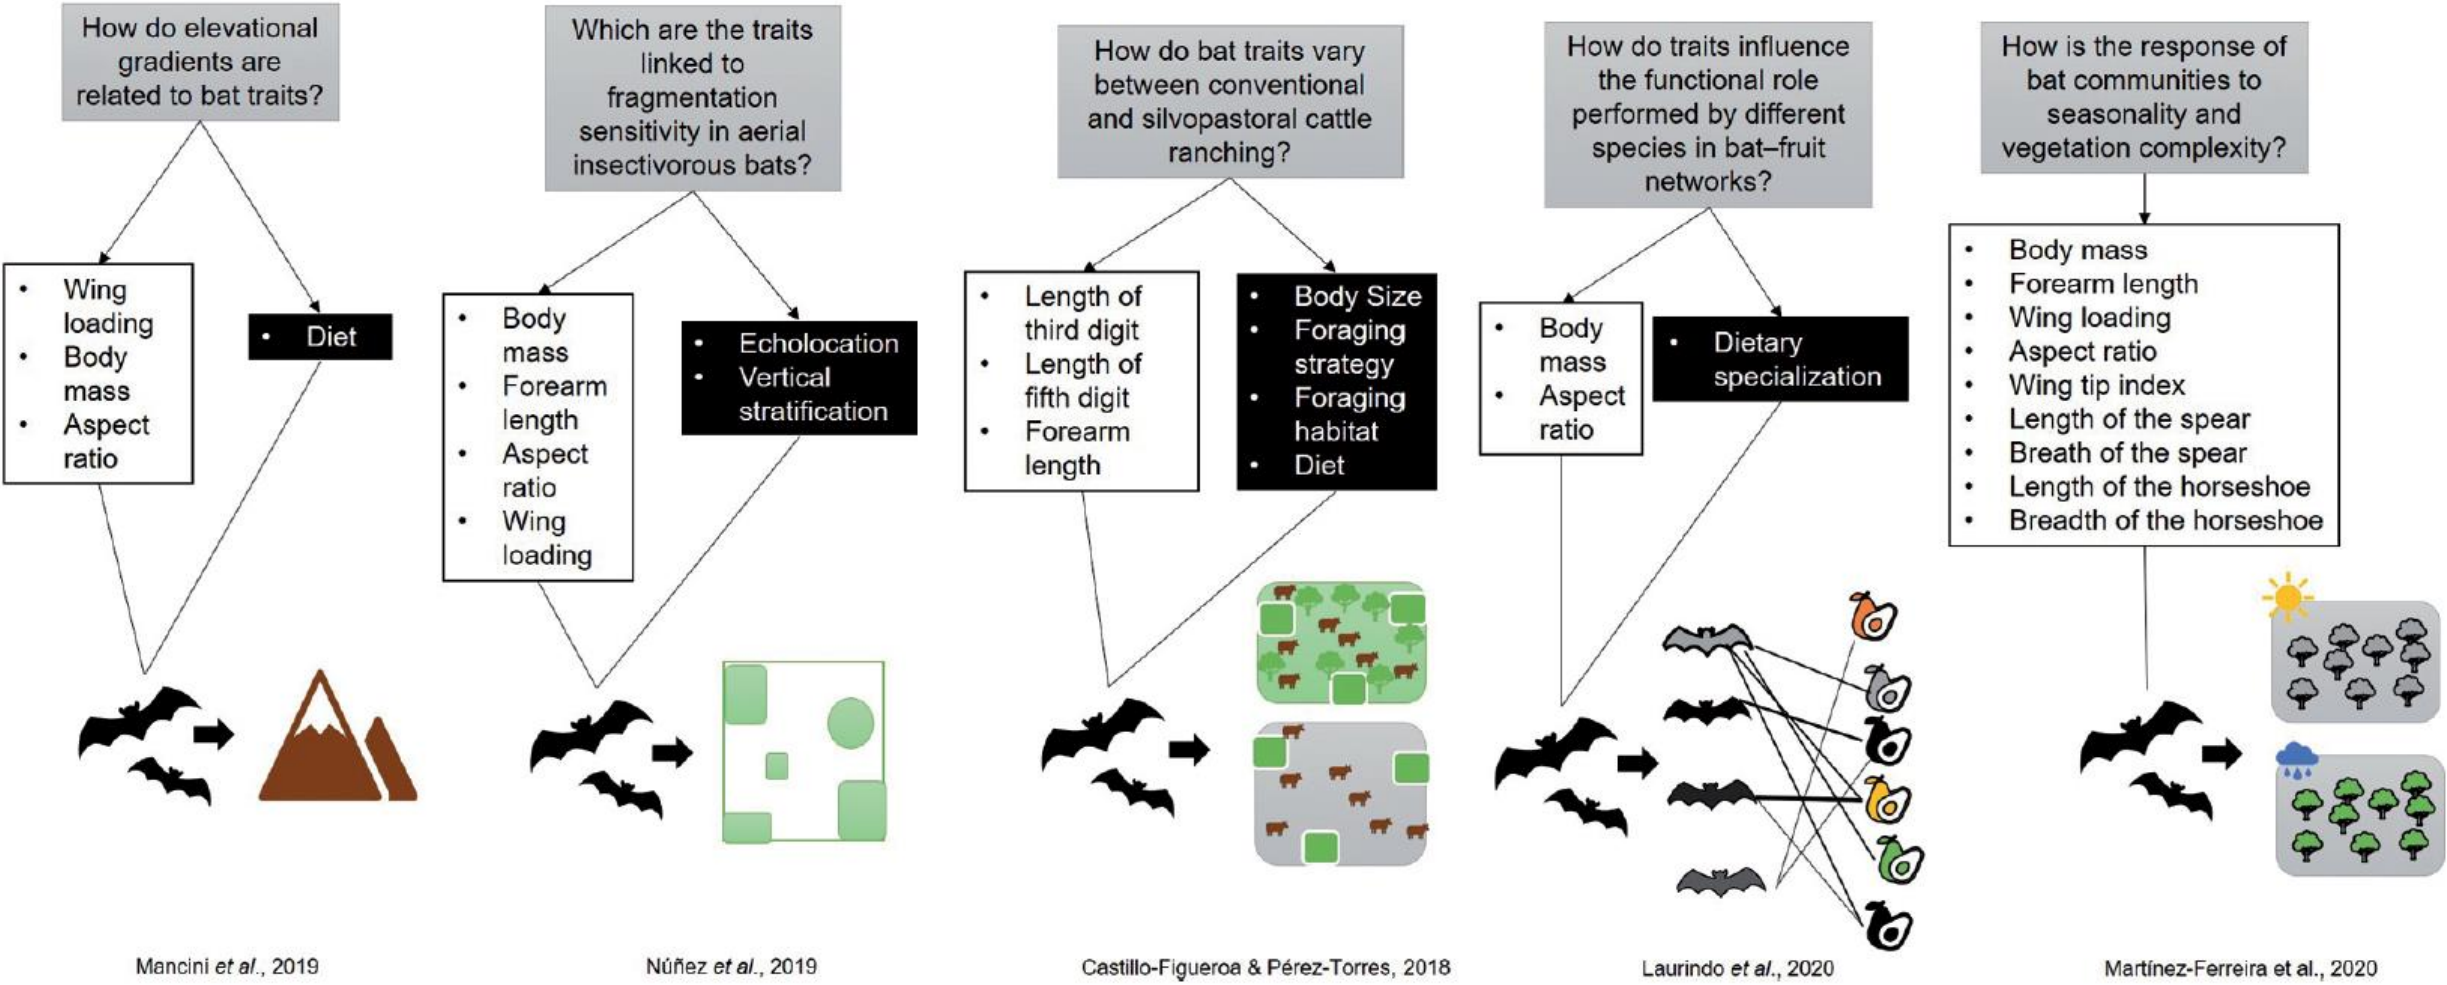 How do elevational
gradients are
related to bat traits?
• Wing
loading
• Body
mass
• Aspect
ratio
• Diet
Mancini et al., 2019
Which are the traits
linked to
fragmentation
sensitivity in aerial
insectivorous bats?
• Body
mass
• Forearm
length
• Aspect
ratio
• Wing
loading
• Echolocation
• Vertical
stratification
Núñez et al., 2019
How do bat traits vary
between conventional
and silvopastoral cattle
ranching?
• Length of
third digit
• Length of
fifth digit
• Forearm
length
• Body Size
• Foraging
strategy
• Foraging
habitat
• Diet
Castillo-Figueroa & Pérez-Torres, 2018
How do traits influence
the functional role
performed by different
species in bat–fruit
networks?
• Body
mass
• Aspect
ratio
• Dietary
specialization
Laurindo et al., 2020
How is the response of
bat communities to
seasonality and
vegetation complexity?
• Body mass
• Forearm length
• Wing loading
• Aspect ratio
• Wing tip index
• Length of the spear
• Breath of the spear
• Length of the horseshoe
• Breadth of the horseshoe
Martínez-Ferreira et al., 2020